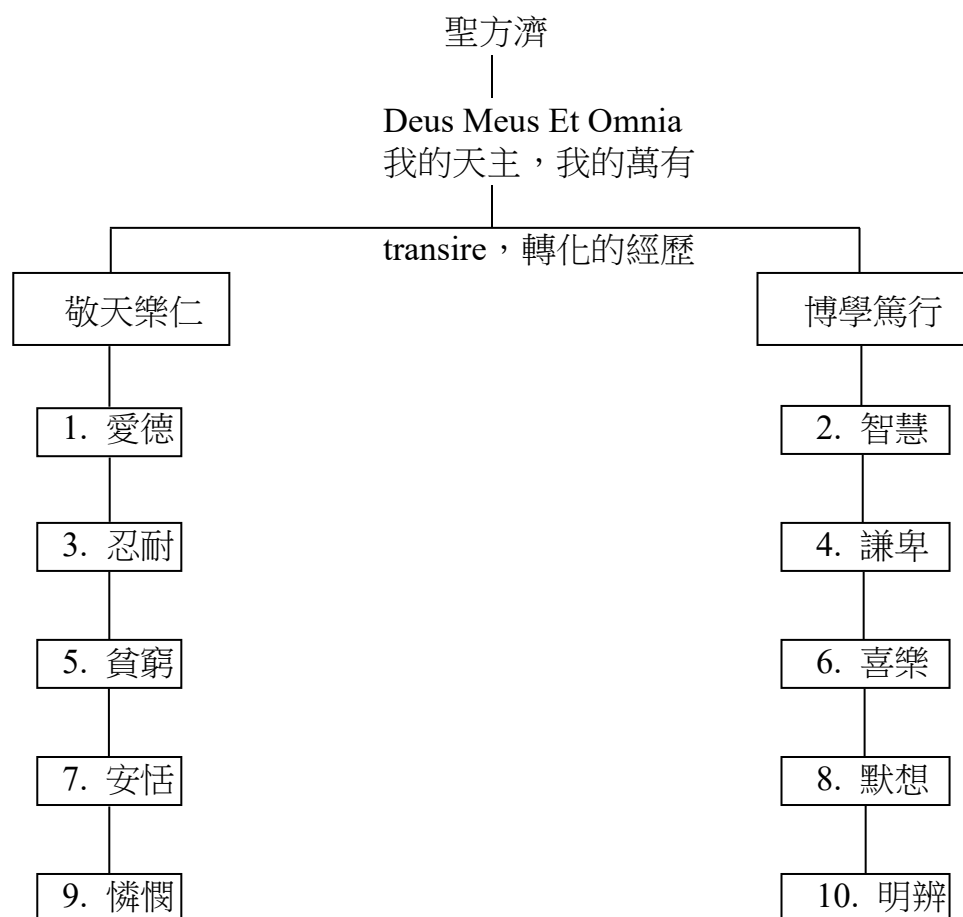 聖方濟
Deus Meus Et Omnia
我的天主，我的萬有
transire，轉化的經歷
敬天樂仁
博學篤行
1. 愛德
2. 智慧
3. 忍耐
4. 謙卑
5. 貧窮
6. 喜樂
7. 安恬
8. 默想
9. 憐憫
10. 明辨